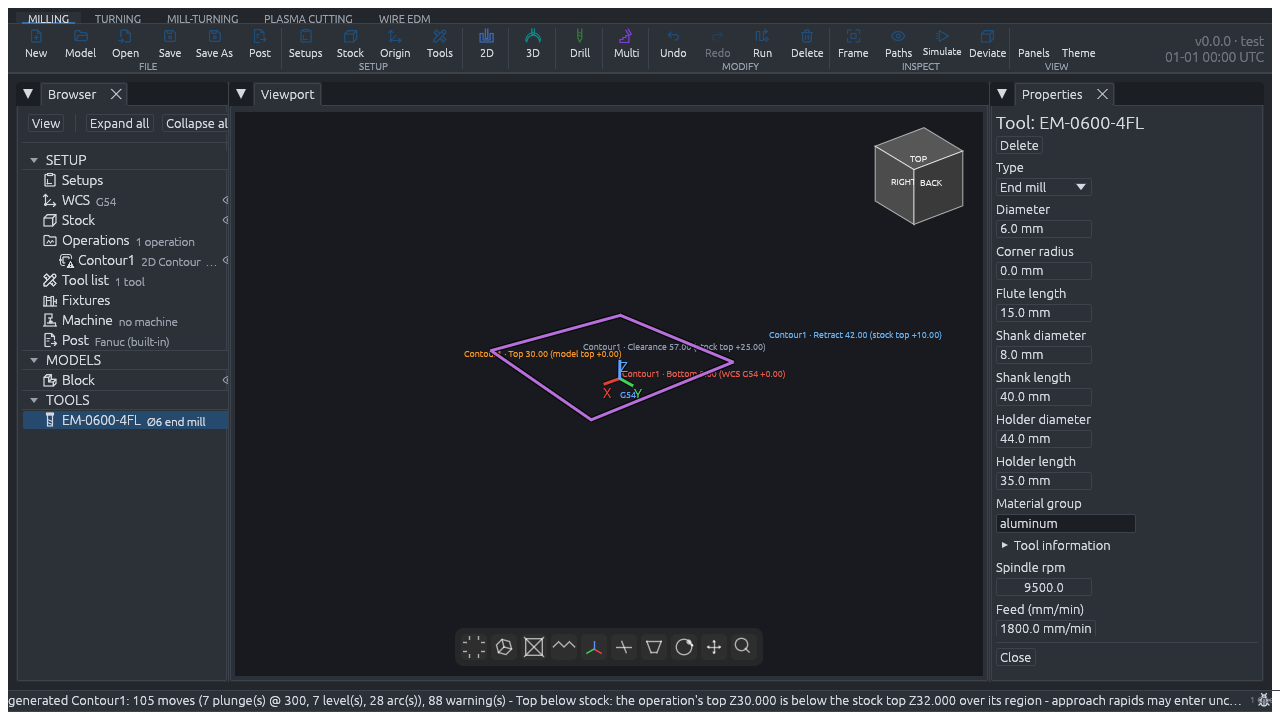 MILLING TURNING MILL-TURNING PLASMA CUTTING WIRE EDM
New Model Open Save Save As Post Setups Stock Origin Tools 2D 3D Drill Multi Undo Redo Run Delete Frame Paths Simulate Deviate Panels Theme
FILE SETUP MODIFY INSPECT VIEW
v0.0.0 · test
01-01 00:00 UTC
Browser
View Expand all Collapse al
SETUP
Setups
WCS G54
Stock
Operations 1 operation
Contour1 2D Contour ...
Tool list 1 tool
Fixtures
Machine no machine
Post Fanuc (built-in)
MODELS
Block
TOOLS
EM-0600-4FL Ø6 end mill
Viewport
TOP
RIGHT BACK
Contour1 · Retract 42.00 (stock top +10.00)
Contour1 · Clearance 57.00 (stock top +25.00)
Contour1 · Top 30.00 (model top +0.00)
Contour1 · Bottom 0.00 (WCS G54 +0.00)
Z
X G54 Y
Properties
Tool: EM-0600-4FL
Delete
Type
End mill
Diameter
6.0 mm
Corner radius
0.0 mm
Flute length
15.0 mm
Shank diameter
8.0 mm
Shank length
40.0 mm
Holder diameter
44.0 mm
Holder length
35.0 mm
Material group
aluminum
Tool information
Spindle rpm
9500.0
Feed (mm/min)
1800.0 mm/min
Close
generated Contour1: 105 moves (7 plunge(s) @ 300, 7 level(s), 28 arc(s)), 88 warning(s) - Top below stock: the operation's top Z30.000 is below the stock top Z32.000 over its region - approach rapids may enter unc...